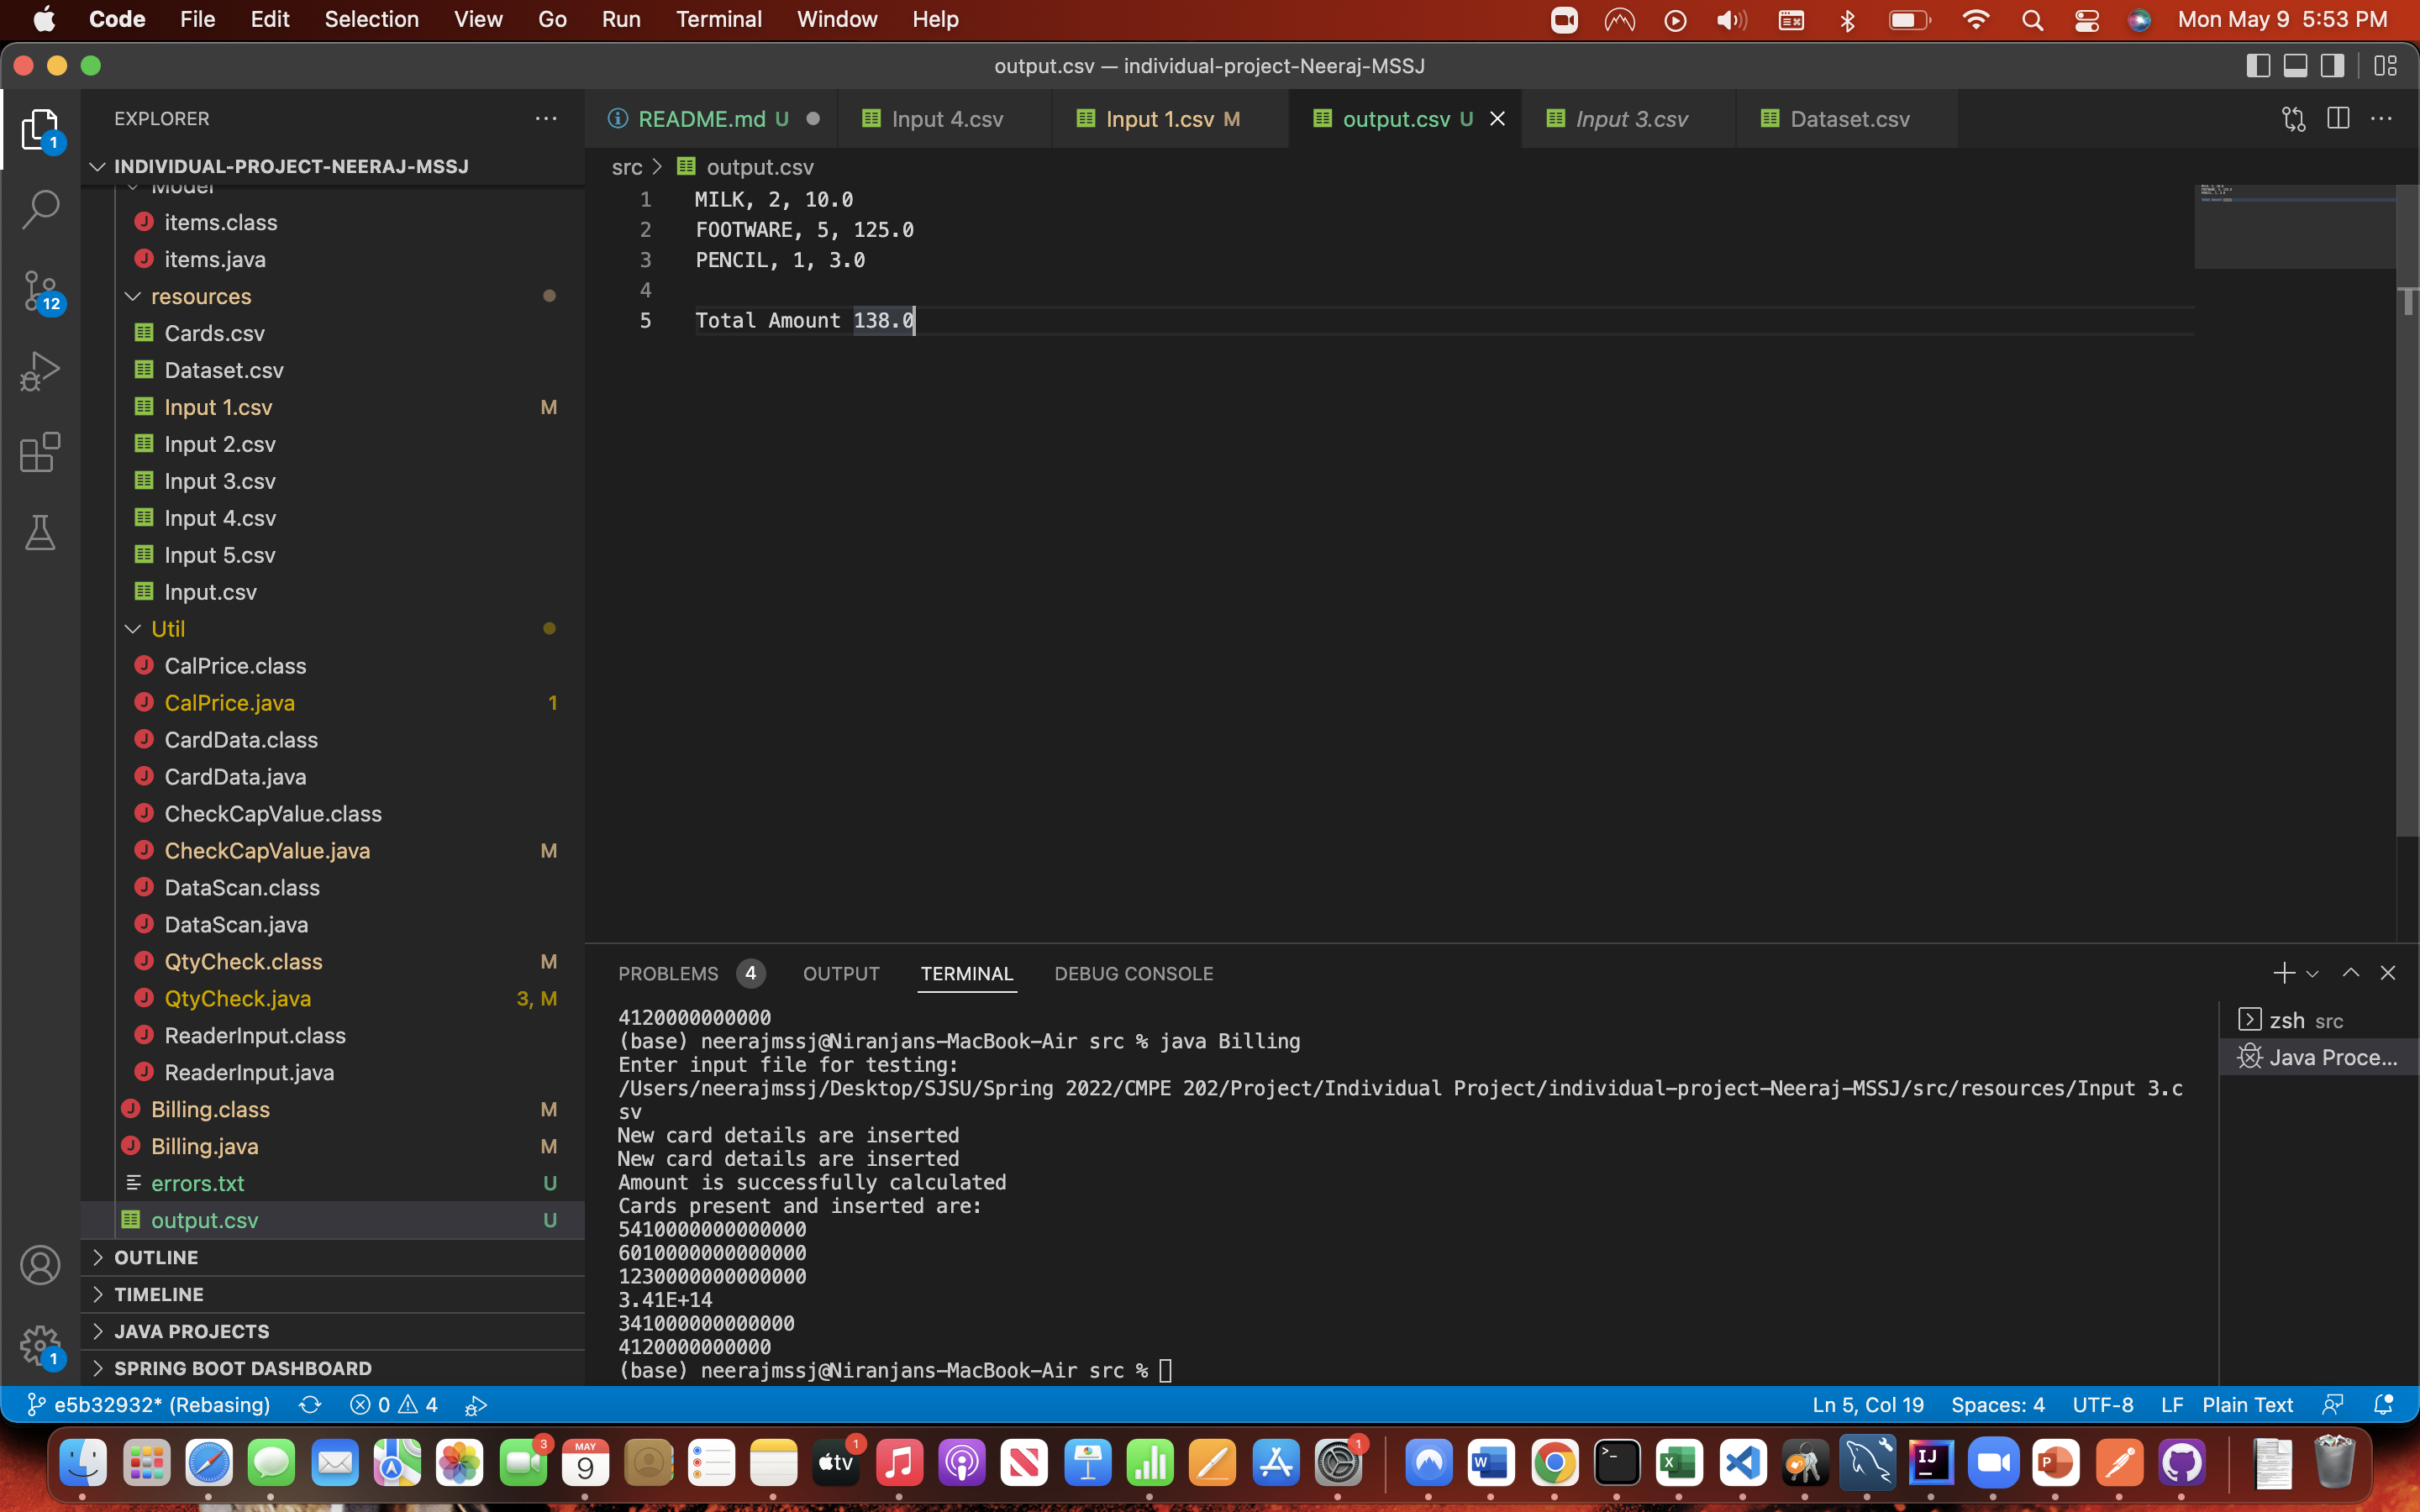 Code File Edit Selection View Go Run Terminal Window Help Mon May 9 5:53 PM
output.csv — individual-project-Neeraj-MSSJ
EXPLORER
README.md U
Input 4.csv
Input 1.csv M
output.csv U
Input 3.csv
Dataset.csv
1
12
1
INDIVIDUAL-PROJECT-NEERAJ-MSSJ
Model
items.class
items.java
resources
Cards.csv
Dataset.csv
Input 1.csv M
Input 2.csv
Input 3.csv
Input 4.csv
Input 5.csv
Input.csv
Util
CalPrice.class
CalPrice.java 1
CardData.class
CardData.java
CheckCapValue.class
CheckCapValue.java M
DataScan.class
DataScan.java
QtyCheck.class M
QtyCheck.java 3, M
ReaderInput.class
ReaderInput.java
Billing.class M
Billing.java M
errors.txt U
output.csv U
OUTLINE
TIMELINE
JAVA PROJECTS
SPRING BOOT DASHBOARD
src > output.csv
1 MILK, 2, 10.0
2 FOOTWARE, 5, 125.0
3 PENCIL, 1, 3.0
4
5 Total Amount 138.0
PROBLEMS 4 OUTPUT TERMINAL DEBUG CONSOLE
4120000000000
(base) neerajmssj@Niranjans-MacBook-Air src % java Billing
Enter input file for testing:
/Users/neerajmssj/Desktop/SJSU/Spring 2022/CMPE 202/Project/Individual Project/individual-project-Neeraj-MSSJ/src/resources/Input 3.c
sv
New card details are inserted
New card details are inserted
Amount is successfully calculated
Cards present and inserted are:
5410000000000000
6010000000000000
1230000000000000
3.41E+14
341000000000000
4120000000000
(base) neerajmssj@Niranjans-MacBook-Air src %
zsh src
Java Proce...
e5b32932* (Rebasing) 0 4 Ln 5, Col 19 Spaces: 4 UTF-8 LF Plain Text
3
MAY
9
tv
1
1
W
>_
X
IJ
P